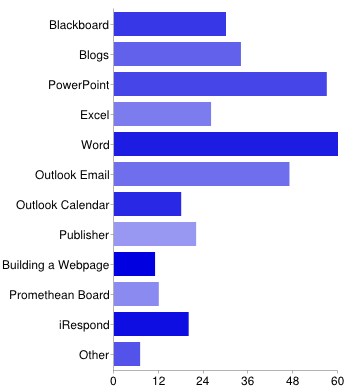 Blackboard
Blogs
PowerPoint
Excel
Word
Outlook Email
Outlook Calendar
Publisher
Building a Webpage
Promethean Board
iRespond
Other
0 12 24 36 48 60